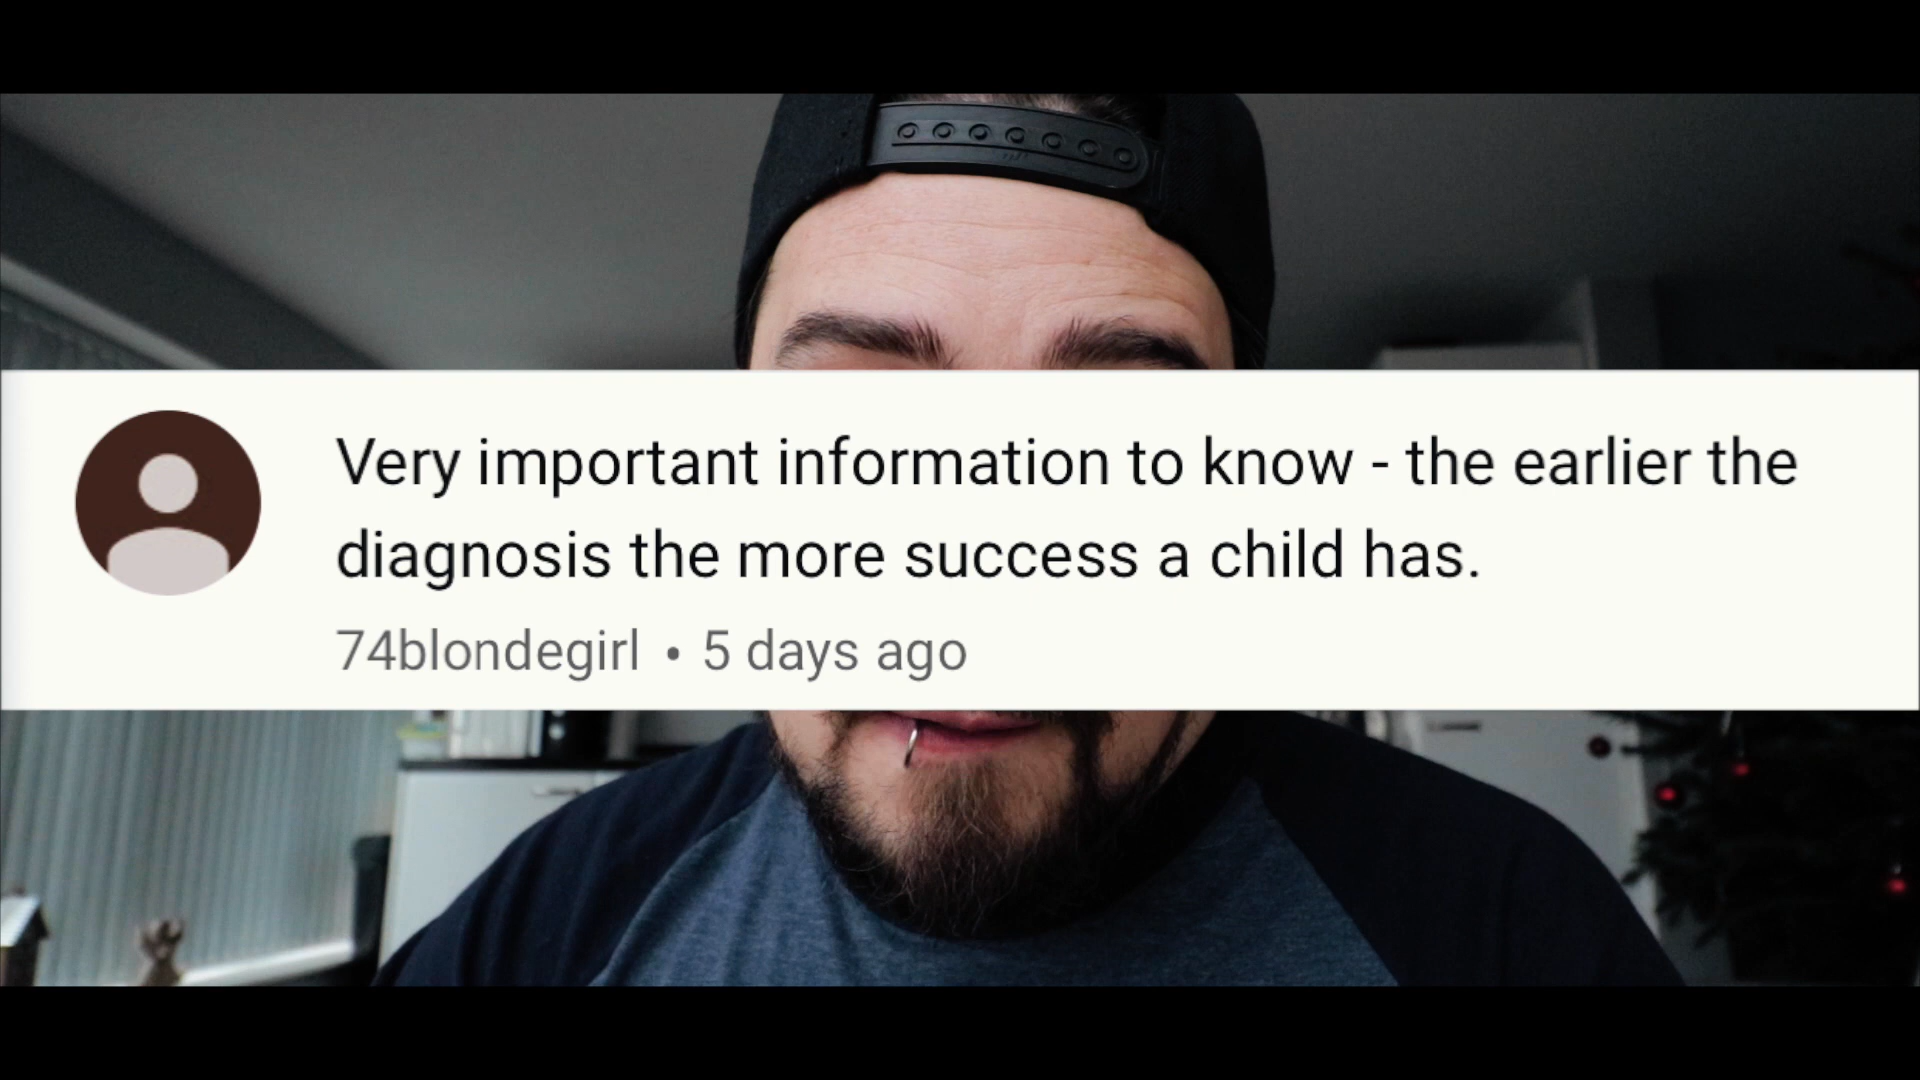 Very important information to know - the earlier the
diagnosis the more success a child has.
74blondegirl • 5 days ago